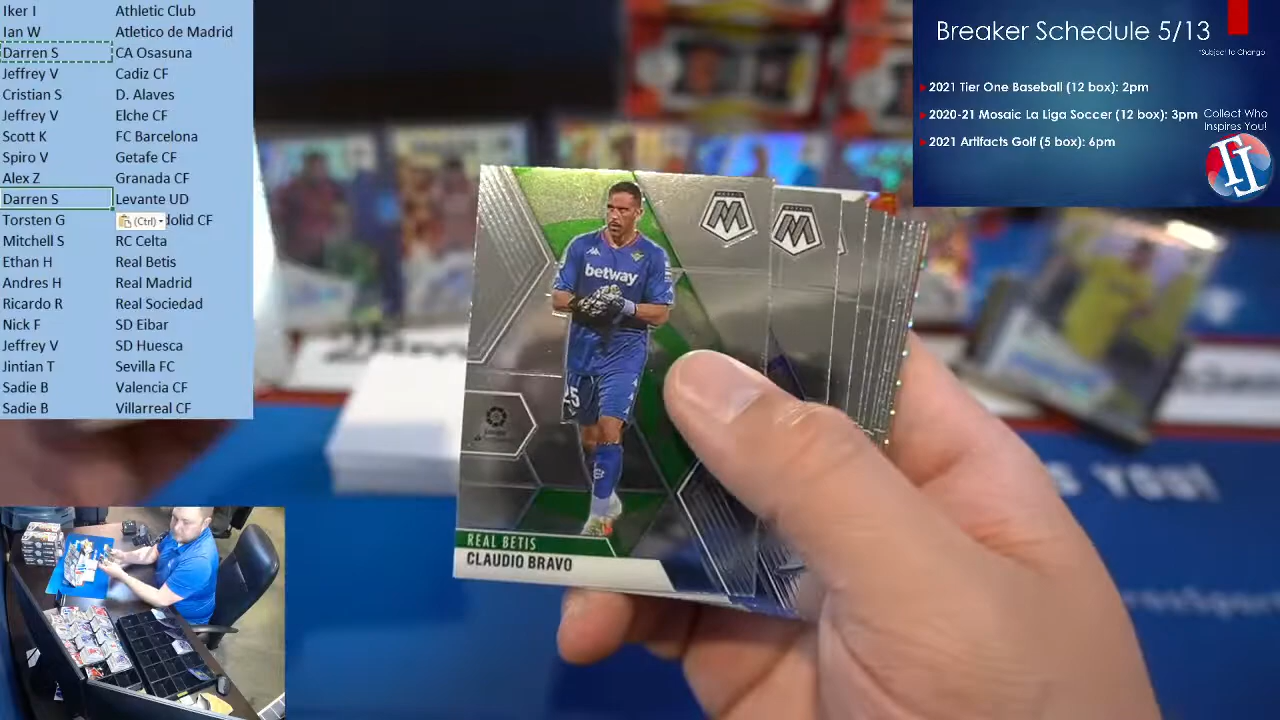 Iker I Athletic Club
Ian W Atletico de Madrid
Darren S CA Osasuna
Jeffrey V Cadiz CF
Cristian S D. Alaves
Jeffrey V Elche CF
Scott K FC Barcelona
Spiro V Getafe CF
Alex Z Granada CF
Darren S Levante UD
Torsten G (Ctrl) dolid CF
Mitchell S RC Celta
Ethan H Real Betis
Andres H Real Madrid
Ricardo R Real Sociedad
Nick F SD Eibar
Jeffrey V SD Huesca
Jintian T Sevilla FC
Sadie B Valencia CF
Sadie B Villarreal CF
Breaker Schedule 5/13
*Subject to Change
2021 Tier One Baseball (12 box): 2pm
2020-21 Mosaic La Liga Soccer (12 box): 3pm
2021 Artifacts Golf (5 box): 6pm
Collect Who
Inspires You!
MOSAIC
betway
REAL BETIS
CLAUDIO BRAVO
S YOU!